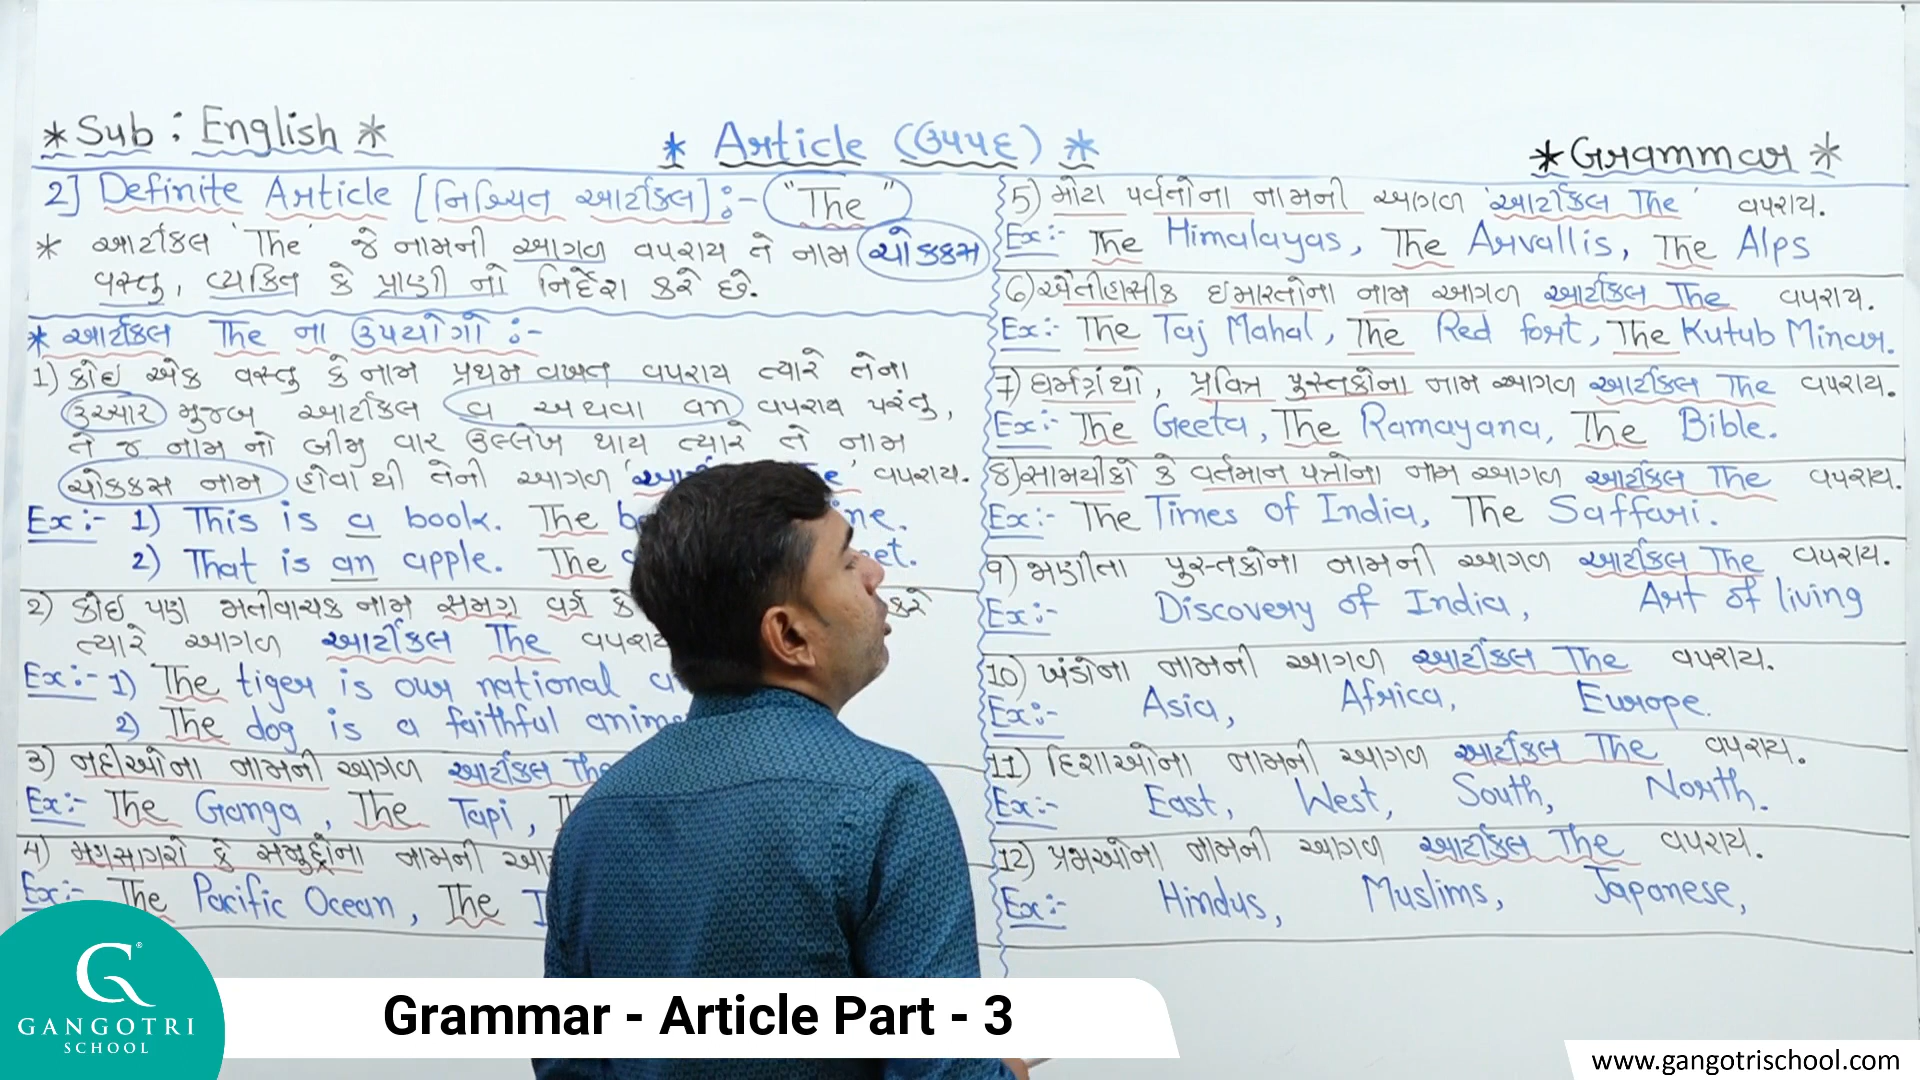 * Sub : English *
* Article (ઉપપદ) *
* Grammar *
2] Definite Article [નિશ્ચિત આર્ટીકલ] :- "The"
* આર્ટીકલ 'The' જે નામની આગળ વપરાય તે નામ ચોકકસ
વસ્તુ, વ્યકિત કે પ્રાણી નો નિર્દેશ કરે છે.
* આર્ટીકલ The ના ઉપયોગો :-
1) કોઇ એક વસ્તુ કે નામ પ્રથમ વખત વપરાય ત્યારે તેના
ઉચ્ચાર મુજબ આર્ટીકલ a અથવા an વપરાય પરંતુ,
તે જ નામ નો બીજી વાર ઉલ્લેખ થાય ત્યારે તે નામ
ચોકકસ નામ હોવાથી તેની આગળ વપરાય.
Ex:- 1) This is a book. The
2) That is an apple. The
2) કોઇ પણ જાતીવાચક નામ સમગ્ર વર્ગ કરે
ત્યારે આગળ આર્ટીકલ The
Ex:- 1) The tiger is our national
2) The dog is a faithful
3) નદીઓના નામની આગળ આર્ટીકલ The
Ex:- The Ganga, The Tapi,
4) મહાસાગરો કે સમુદ્રોના નામની
Ex:- The Pacific Ocean, The
5) મોટા પર્વતોના નામની આગળ 'આર્ટીકલ The' વપરાય.
Ex:- The Himalayas, The Arvallis, The Alps
6) ઐતીહાસીક ઇમારતોના નામ આગળ આર્ટીકલ The વપરાય.
Ex:- The Taj Mahal, The Red fort, The Kutub Minar.
7) ધર્મગ્રંથો, પ્રવિત્ર પુસ્તકોના નામ આગળ આર્ટીકલ The વપરાય.
Ex:- The Geeta, The Ramayana, The Bible.
8) સામયીકો કે વર્તમાન પત્રોના નામ આગળ આર્ટીકલ The વપરાય.
Ex:- The Times of India, The Saffari.
9) જાણીતા પુસ્તકોના નામની આગળ આર્ટીકલ The વપરાય.
Ex:- Discovery of India, Art of living
10) ખંડોના નામની આગળ આર્ટીકલ The વપરાય.
Ex:- Asia, Africa, Europe.
11) દિશાઓના નામની આગળ આર્ટીકલ The વપરાય.
Ex:- East, West, South, North.
12) પ્રજાઓના નામની આગળ આર્ટીકલ The વપરાય.
Ex:- Hindus, Muslims, Japanese,
GANGOTRI
SCHOOL
Grammar - Article Part - 3
www.gangotrischool.com